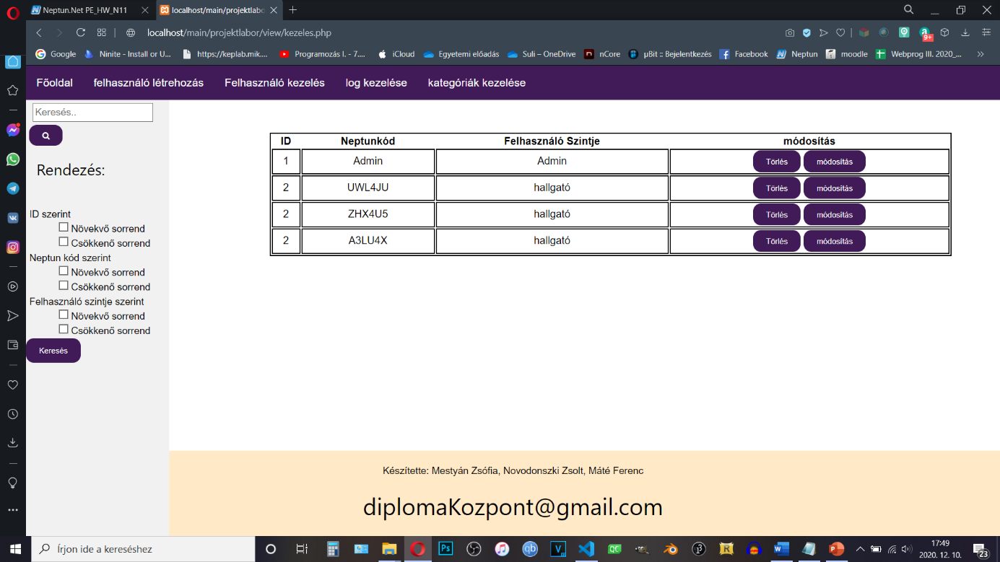 Neptun.Net PE_HW_N11
localhost/main/projektlabo
localhost/main/projektlabor/view/kezeles.php
9+
Google Ninite - Install or U... https://keplab.mik.... Programozás I. - 7.... iCloud Egyetemi előadás Suli – OneDrive nCore µBit :: Bejelentkezés Facebook Neptun moodle Webprog III. 2020_...
Főoldal felhasználó létrehozás Felhasználó kezelés log kezelése kategóriák kezelése
Keresés..
Rendezés:
ID szerint
Növekvő sorrend
Csökkenő sorrend
Neptun kód szerint
Növekvő sorrend
Csökkenő sorrend
Felhasználó szintje szerint
Növekvő sorrend
Csökkenő sorrend
Keresés
ID Neptunkód Felhasználó Szintje módosítás
1 Admin Admin Törlés módosítás
2 UWL4JU hallgató Törlés módosítás
2 ZHX4U5 hallgató Törlés módosítás
2 A3LU4X hallgató Törlés módosítás
Készítette: Mestyán Zsófia, Novodonszki Zsolt, Máté Ferenc
diplomaKozpont@gmail.com
Írjon ide a kereséshez
17:49
2020. 12. 10.
23